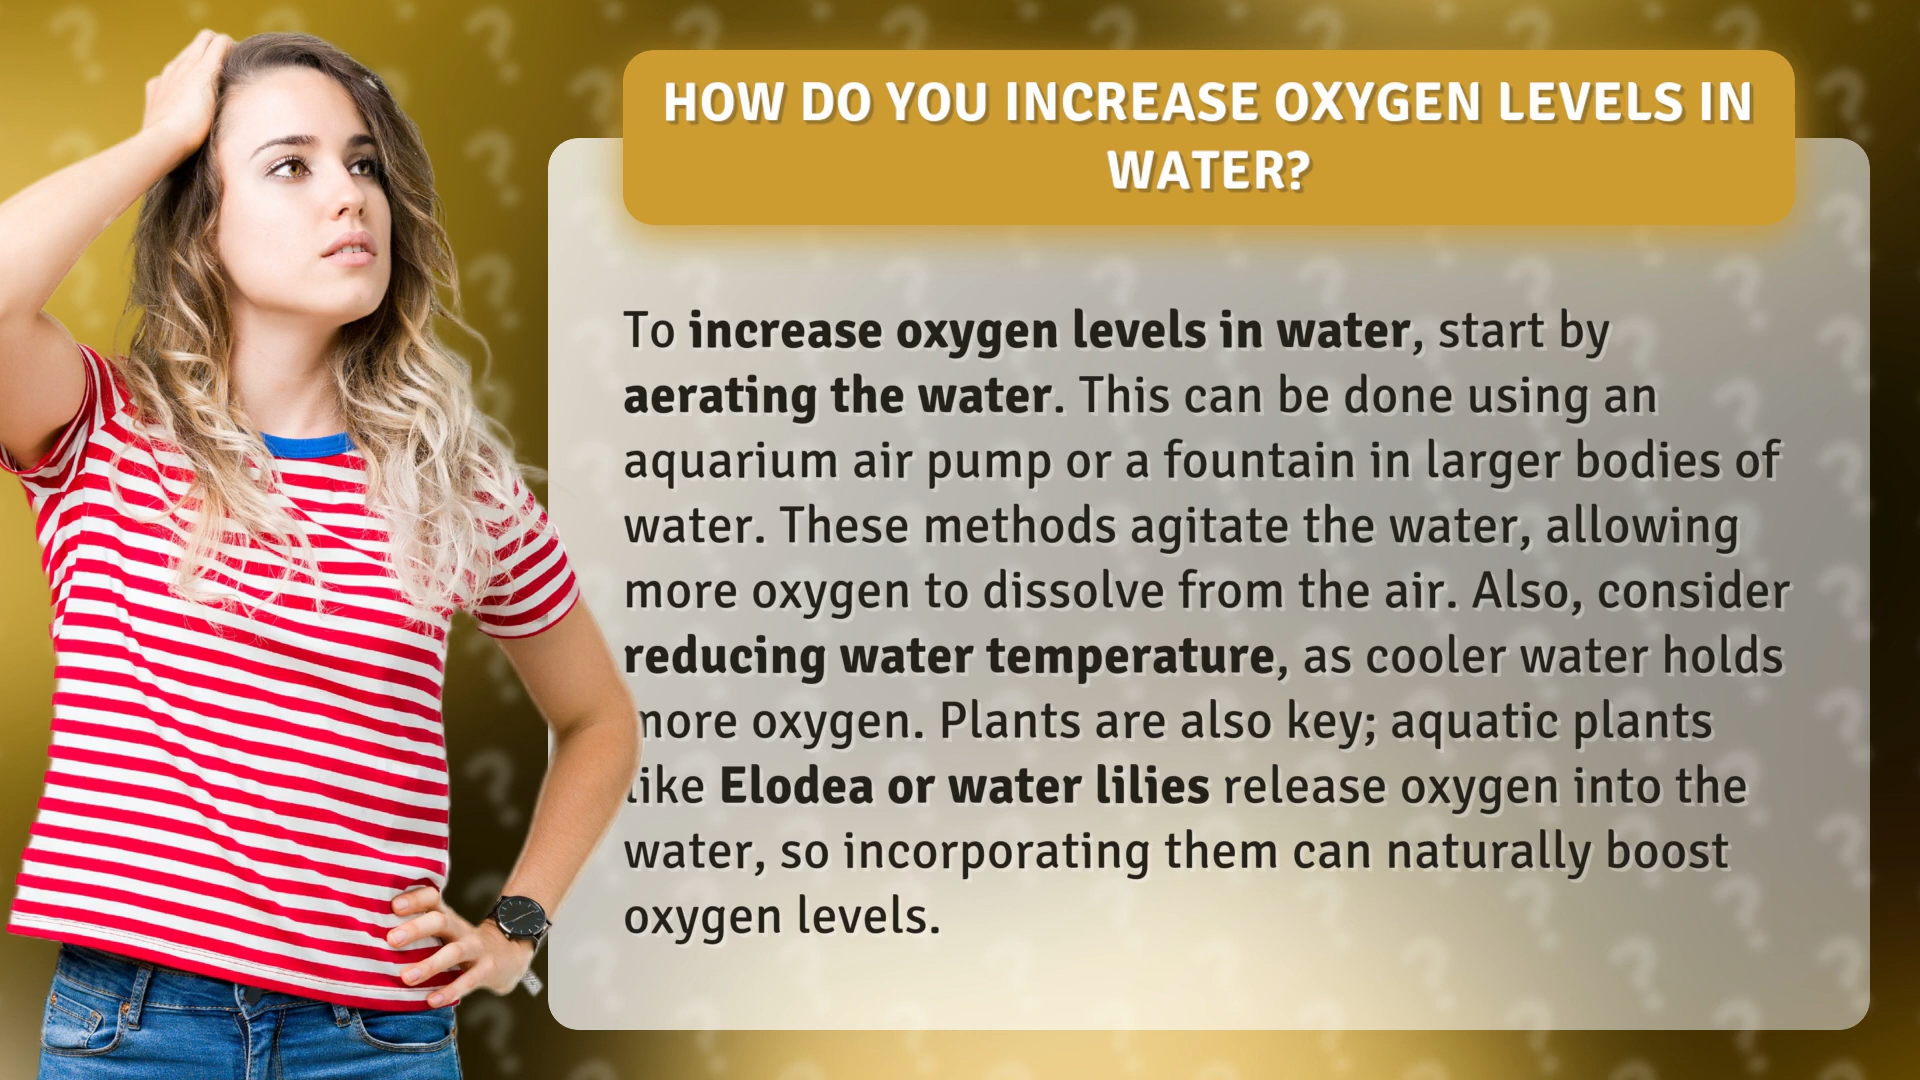 HOW DO YOU INCREASE OXYGEN LEVELS IN
WATER?
To increase oxygen levels in water, start by
aerating the water. This can be done using an
aquarium air pump or a fountain in larger bodies of
water. These methods agitate the water, allowing
more oxygen to dissolve from the air. Also, consider
reducing water temperature, as cooler water holds
more oxygen. Plants are also key; aquatic plants
like Elodea or water lilies release oxygen into the
water, so incorporating them can naturally boost
oxygen levels.